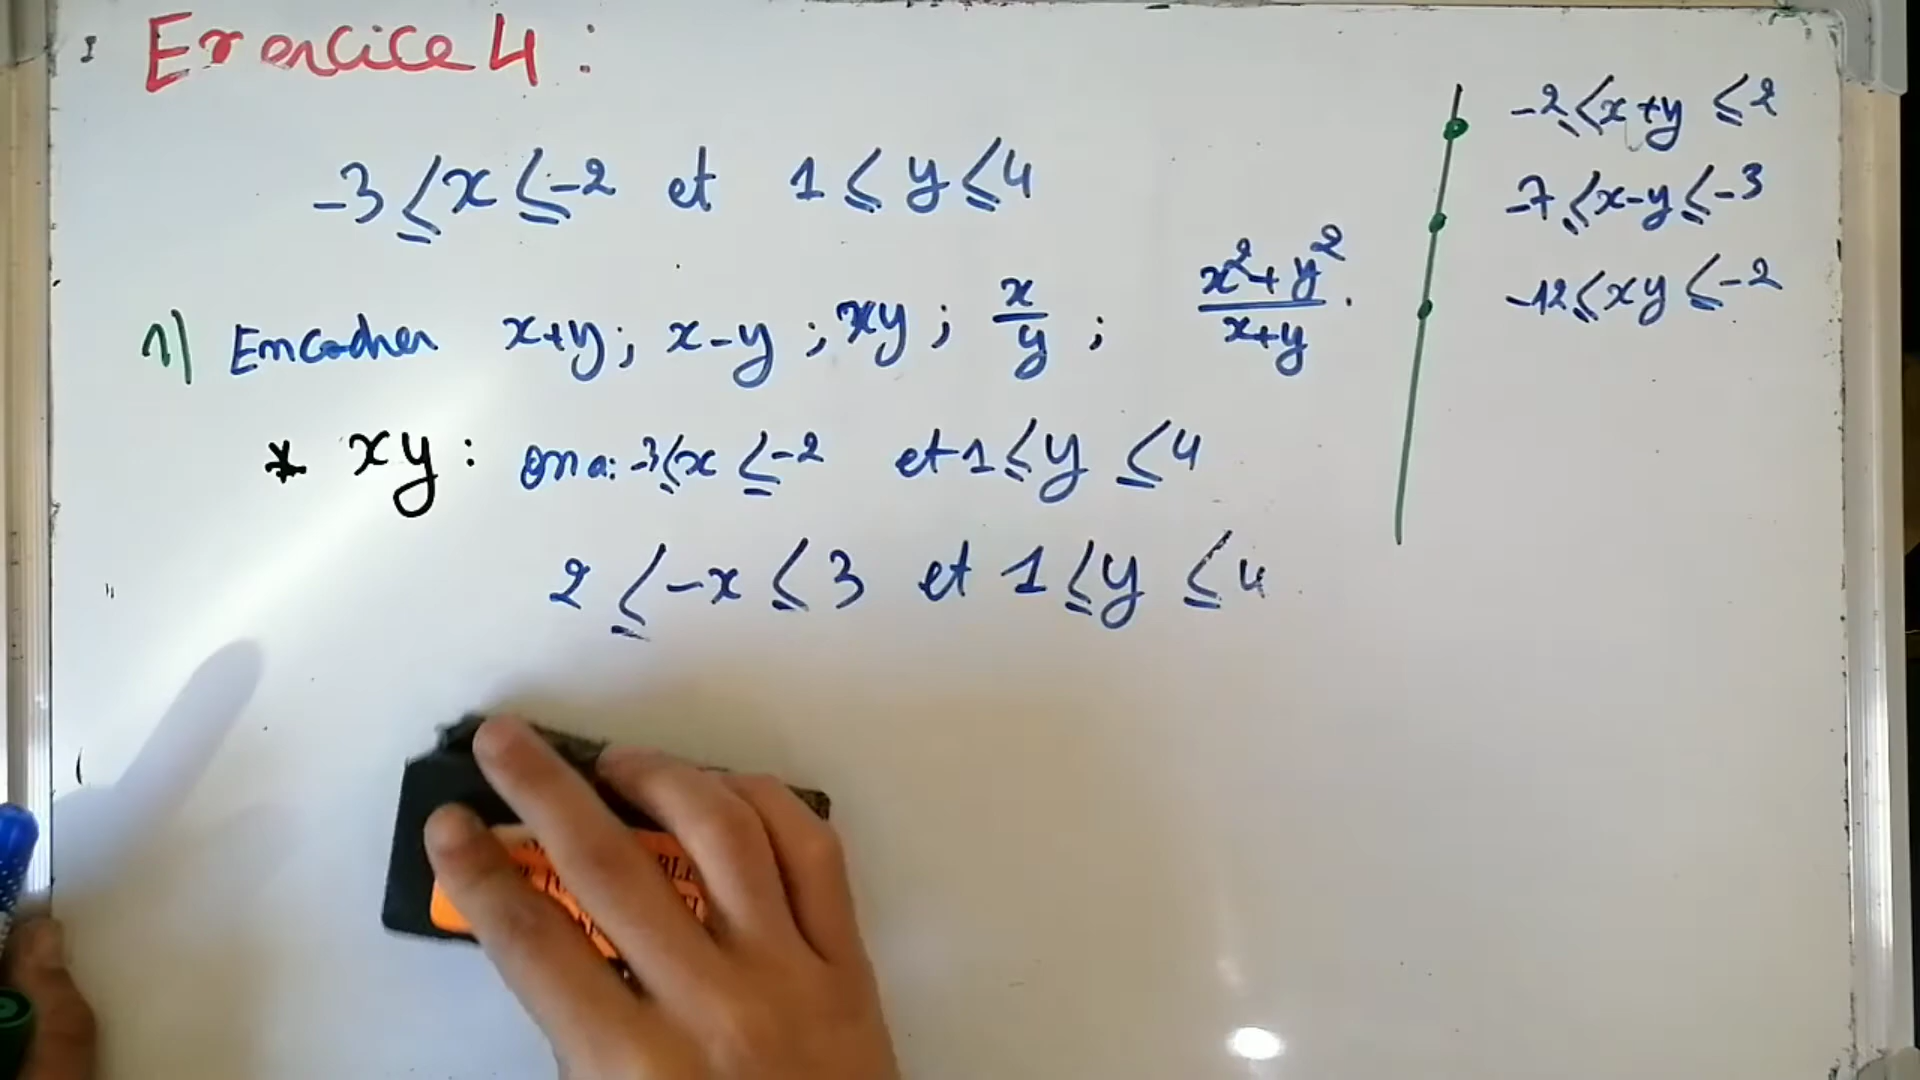 Exercice 4 :
-3 ≤ x ≤ -2 et 1 ≤ y ≤ 4
1) Encadrer x+y ; x-y ; xy ; x/y ; (x²+y²)/(x+y) .
* xy : on a : -3 ≤ x ≤ -2 et 1 ≤ y ≤ 4
2 ≤ -x ≤ 3 et 1 ≤ y ≤ 4
-2 ≤ x+y ≤ 2
-7 ≤ x-y ≤ -3
-12 ≤ xy ≤ -2